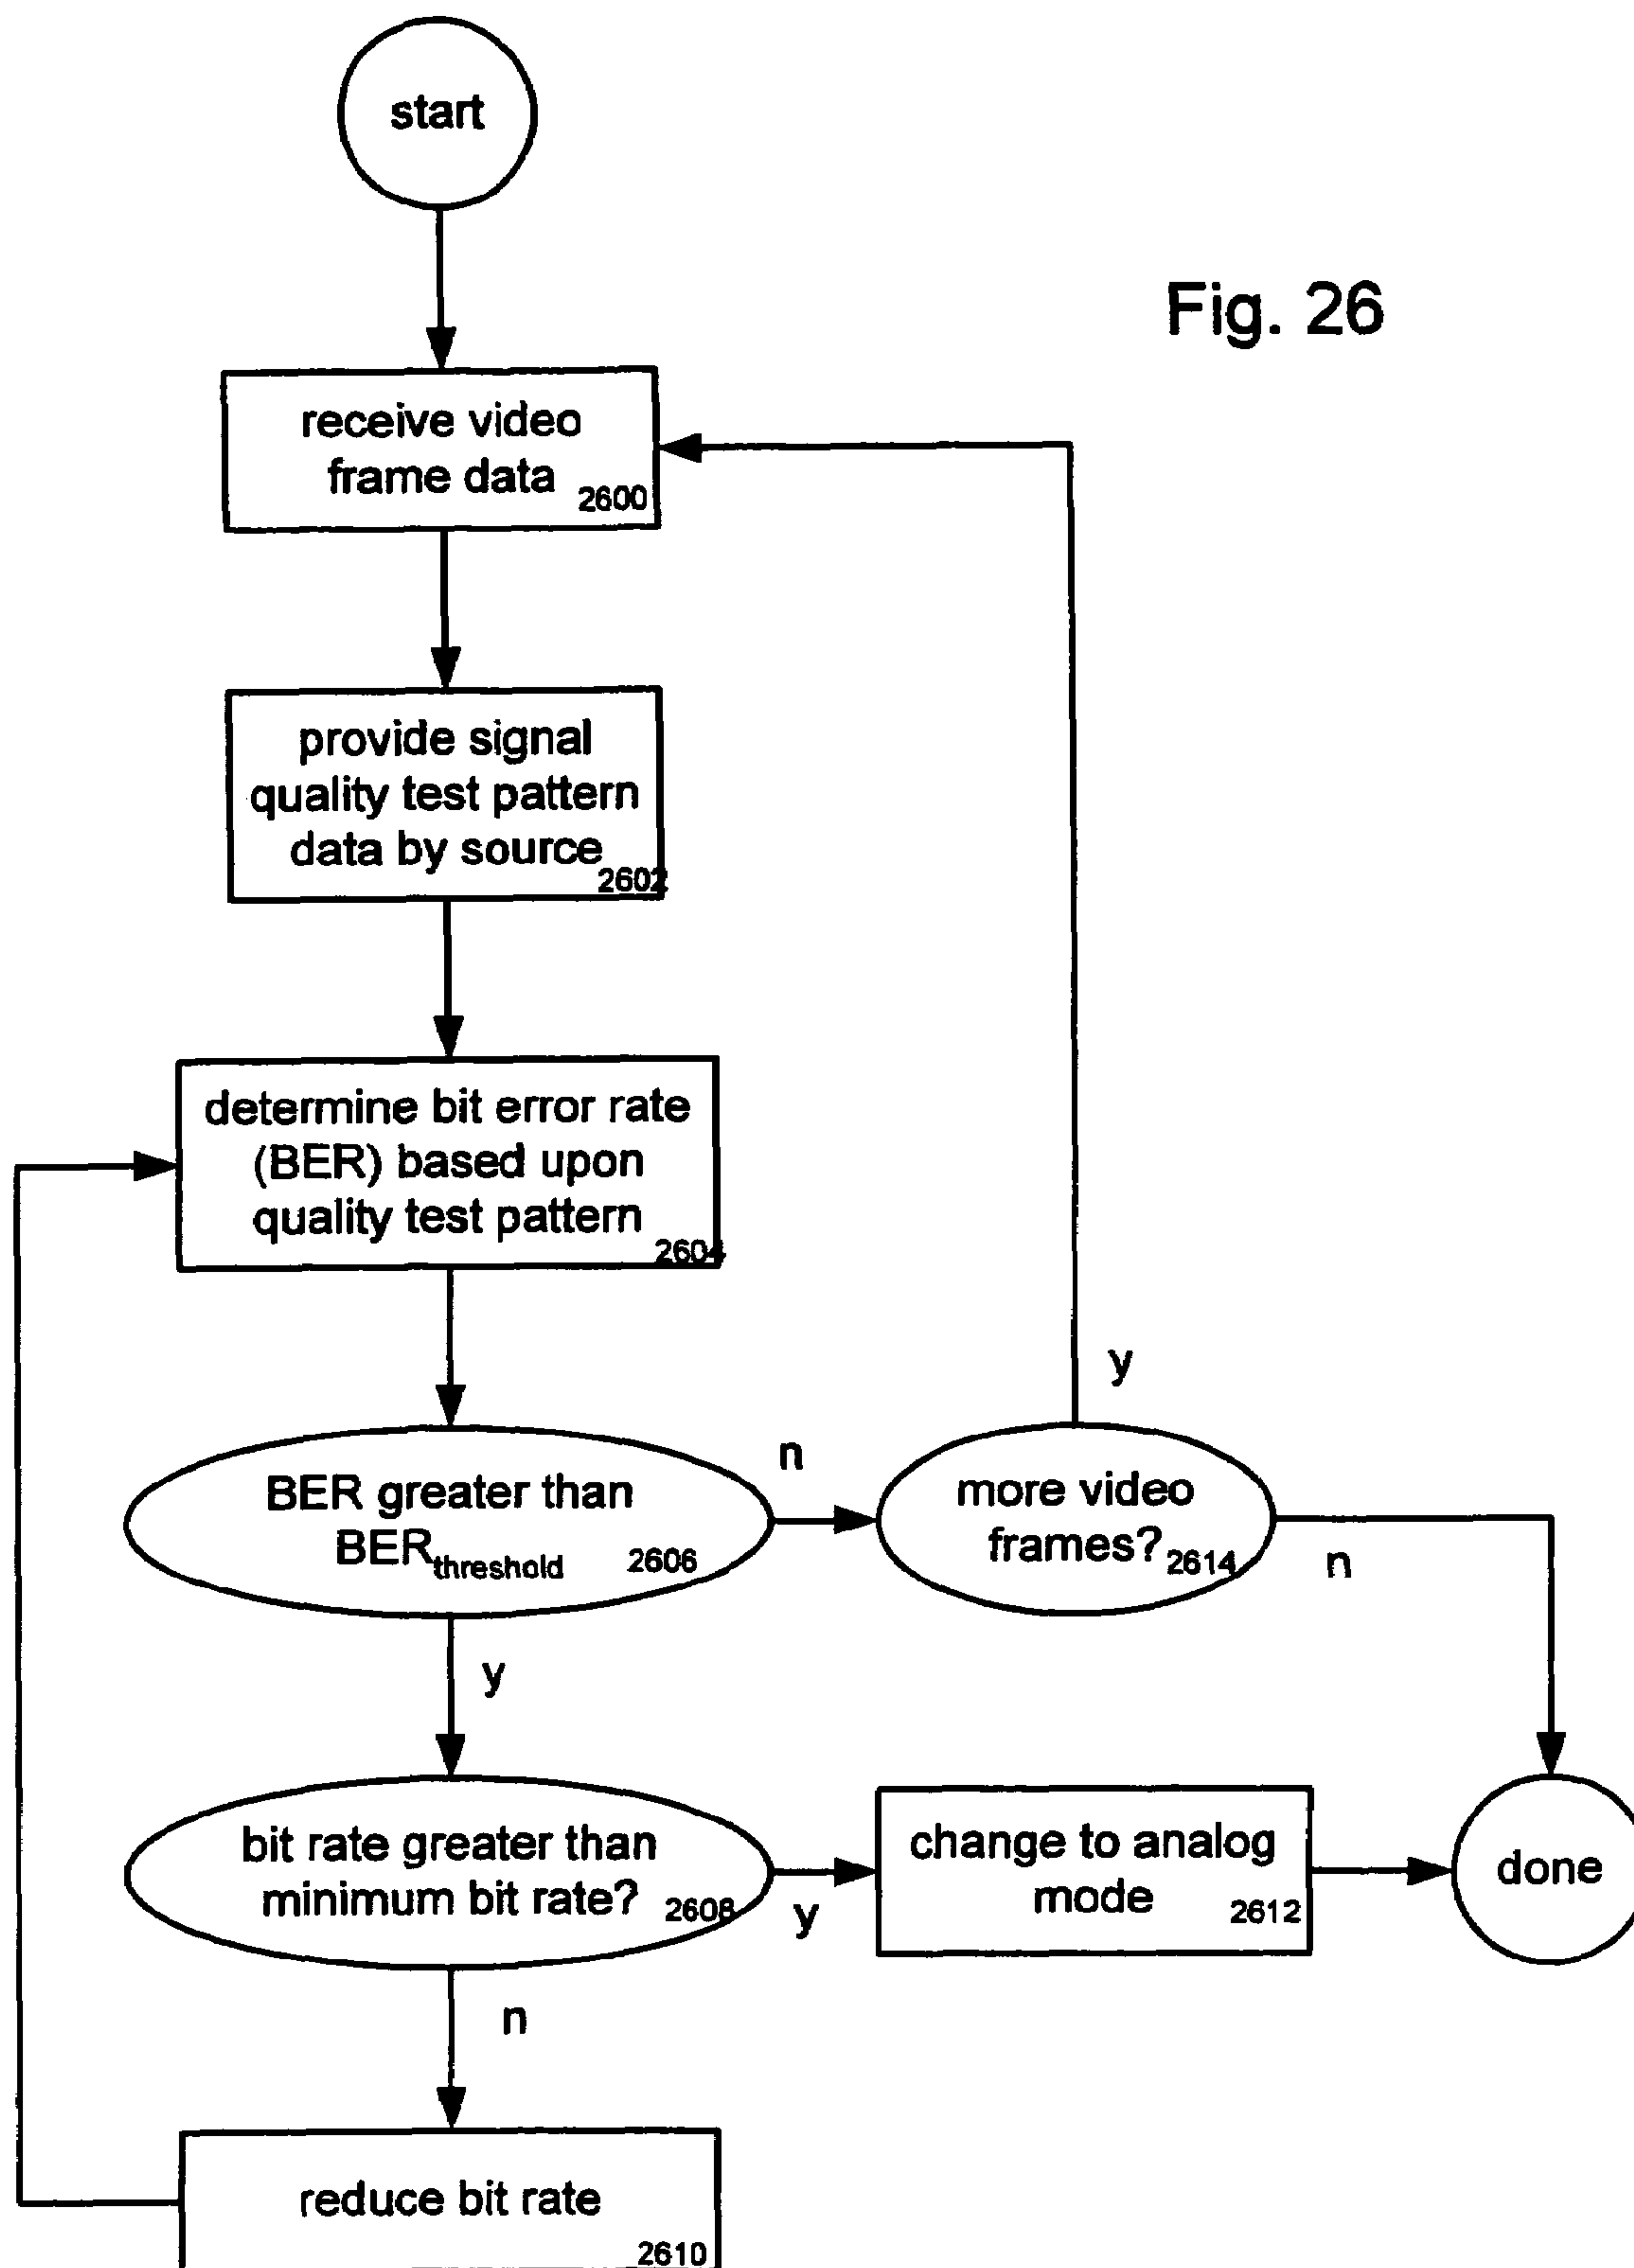 start
Fig. 26
receive video
frame data 2600
provide signal
quality test pattern
data by source
2602
determine bit error rate
(BER) based upon
quality test pattern
2604
BER greater than
BERthreshold 2606
n
more video
frames? 2614
y
n
y
bit rate greater than
minimum bit rate? 2608
y
change to analog
mode 2612
done
n
reduce bit rate
2610